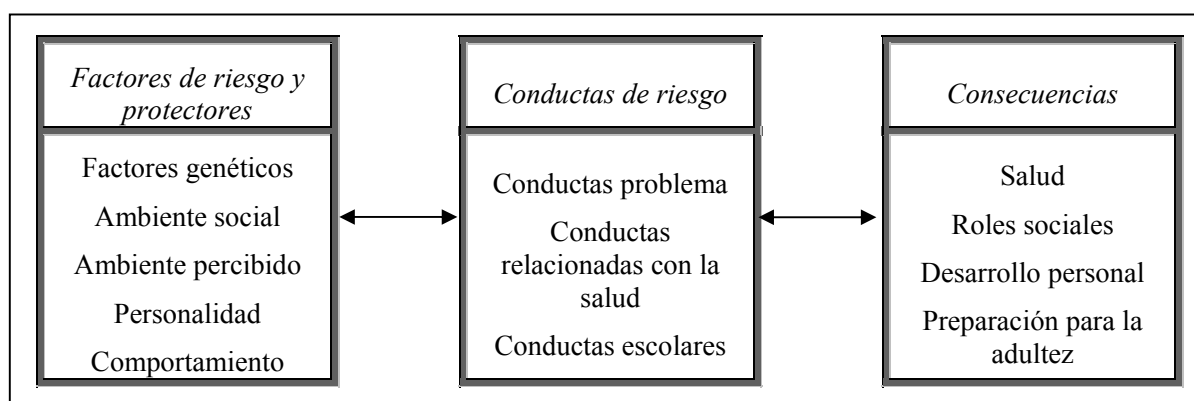 Factores de riesgo y
protectores
Factores genéticos
Ambiente social
Ambiente percibido
Personalidad
Comportamiento
Conductas de riesgo
Conductas problema
Conductas
relacionadas con la
salud
Conductas escolares
Consecuencias
Salud
Roles sociales
Desarrollo personal
Preparación para la
adultez